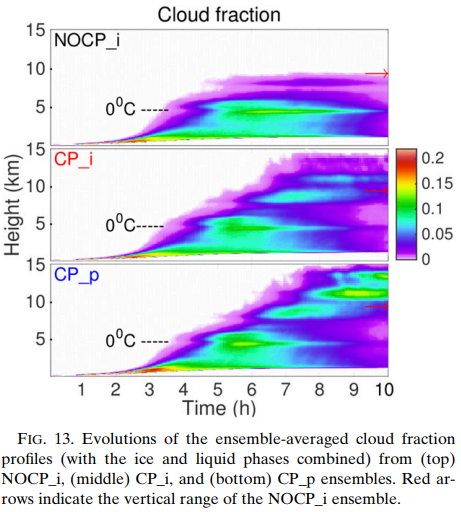 Cloud fraction
15
NOCP_i
10
0⁰C
5
15
CP_i
10
0⁰C
5
15
CP_p
10
0⁰C
5
Height (km)
0.2
0.15
0.1
0.05
0
1 2 3 4 5 6 7 8 9 10
Time (h)
FIG. 13. Evolutions of the ensemble-averaged cloud fraction
profiles (with the ice and liquid phases combined) from (top)
NOCP_i, (middle) CP_i, and (bottom) CP_p ensembles. Red ar-
rows indicate the vertical range of the NOCP_i ensemble.